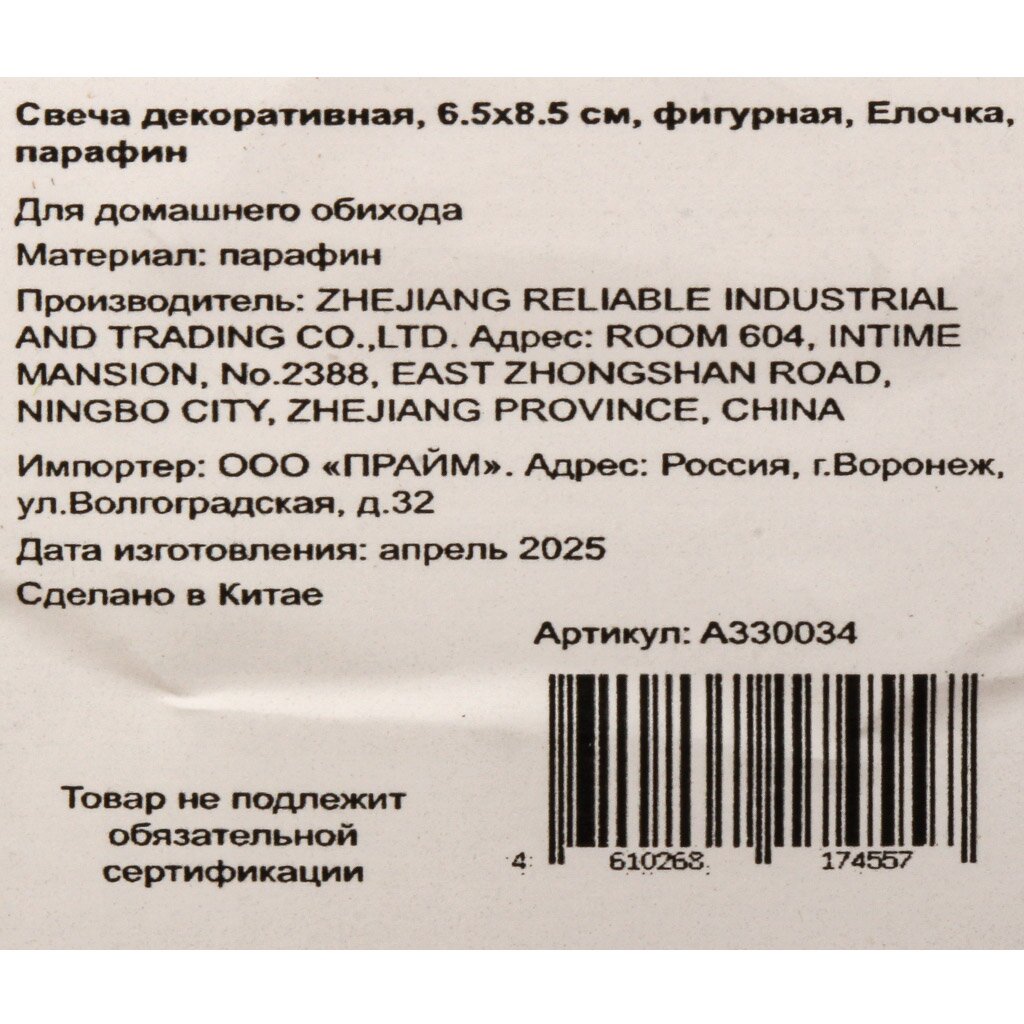 Свеча декоративная, 6.5х8.5 см, фигурная, Елочка,
парафин
Для домашнего обихода
Материал: парафин
Производитель: ZHEJIANG RELIABLE INDUSTRIAL
AND TRADING CO.,LTD. Адрес: ROOM 604, INTIME
MANSION, No.2388, EAST ZHONGSHAN ROAD,
NINGBO CITY, ZHEJIANG PROVINCE, CHINA
Импортер: ООО «ПРАЙМ». Адрес: Россия, г.Воронеж,
ул.Волгоградская, д.32
Дата изготовления: апрель 2025
Сделано в Китае
Артикул: А330034
Товар не подлежит
обязательной
сертификации
4 610268 174557